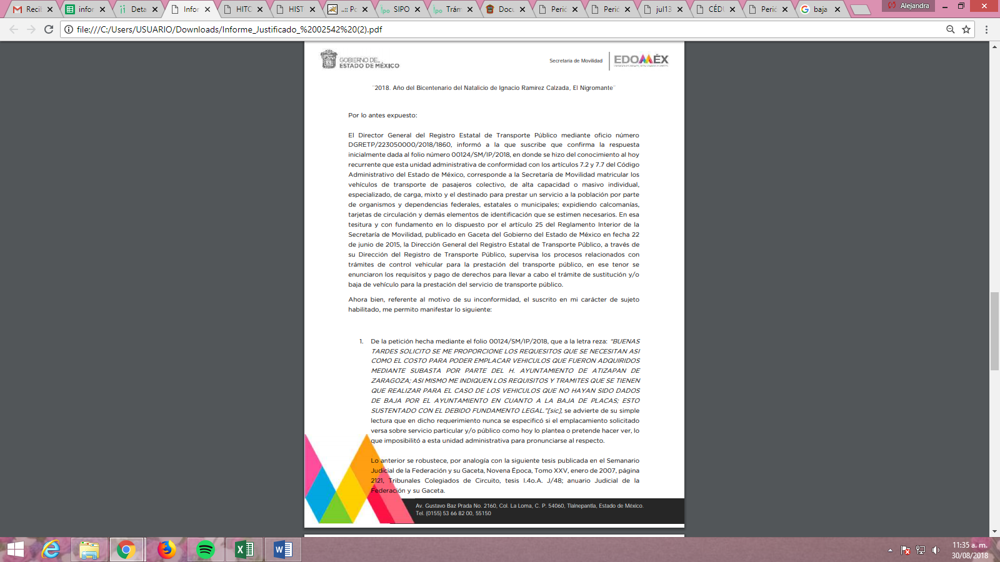 Recil
infor
Deta
Infor
HITC
HIST
..:: Po
SIPO
Trám
Docu
Perió
Perió
jul13
CÉDU
Perió
baja
Alejandra
file:///C:/Users/USUARIO/Downloads/Informe_Justificado_%2002542%20(2).pdf
GOBIERNO DEL
ESTADO DE MÉXICO
Secretaría de Movilidad
EDOMÉX
"2018. Año del Bicentenario del Natalicio de Ignacio Ramírez Calzada, El Nigromante"
Por lo antes expuesto:
El Director General del Registro Estatal de Transporte Público mediante oficio número
DGRETP/223050000/2018/1860, informó a la que suscribe que confirma la respuesta
inicialmente dada al folio número 00124/SM/IP/2018, en donde se hizo del conocimiento al hoy
recurrente que esta unidad administrativa de conformidad con los artículos 7.2 y 7.7 del Código
Administrativo del Estado de México, corresponde a la Secretaría de Movilidad matricular los
vehículos de transporte de pasajeros colectivo, de alta capacidad o masivo individual,
especializado, de carga, mixto y el destinado para prestar un servicio a la población por parte
de organismos y dependencias federales, estatales o municipales; expidiendo calcomanías,
tarjetas de circulación y demás elementos de identificación que se estimen necesarios. En esa
tesitura y con fundamento en lo dispuesto por el artículo 25 del Reglamento Interior de la
Secretaría de Movilidad, publicado en Gaceta del Gobierno del Estado de México en fecha 22
de junio de 2015, la Dirección General del Registro Estatal de Transporte Público, a través de
su Dirección del Registro de Transporte Público, supervisa los procesos relacionados con
trámites de control vehicular para la prestación del transporte público, en ese tenor se
enunciaron los requisitos y pago de derechos para llevar a cabo el trámite de sustitución y/o
baja de vehículo para la prestación del servicio de transporte público.
Ahora bien, referente al motivo de su inconformidad, el suscrito en mi carácter de sujeto
habilitado, me permito manifestar lo siguiente:
1. De la petición hecha mediante el folio 00124/SM/IP/2018, que a la letra reza: "BUENAS
TARDES SOLICITO SE ME PROPORCIONE LOS REQUESITOS QUE SE NECESITAN ASI
COMO EL COSTO PARA PODER EMPLACAR VEHICULOS QUE FUERON ADQUIRIDOS
MEDIANTE SUBASTA POR PARTE DEL H. AYUNTAMIENTO DE ATIZAPAN DE
ZARAGOZA; ASI MISMO ME INDIQUEN LOS REQUISITOS Y TRAMITES QUE SE TIENEN
QUE REALIZAR PARA EL CASO DE LOS VEHICULOS QUE NO HAYAN SIDO DADOS
DE BAJA POR EL AYUNTAMIENTO EN CUANTO A LA BAJA DE PLACAS; ESTO
SUSTENTADO CON EL DEBIDO FUNDAMENTO LEGAL."[sic], se advierte de su simple
lectura que en dicho requerimiento nunca se especificó si el emplacamiento solicitado
versa sobre servicio particular y/o público como hoy lo plantea o pretende hacer ver, lo
que imposibilitó a esta unidad administrativa para pronunciarse al respecto.
Lo anterior se robustece, por analogía con la siguiente tesis publicada en el Semanario
Judicial de la Federación y su Gaceta, Novena Época, Tomo XXV, enero de 2007, página
2121, Tribunales Colegiados de Circuito, tesis I.4o.A. J/48; anuario Judicial de la
Federación y su Gaceta.
Av. Gustavo Baz Prada No. 2160, Col. La Loma, C. P. 54060, Tlalnepantla, Estado de México.
Tel. (0155) 53 66 82 00, 55150
11:35 a. m.
30/08/2018